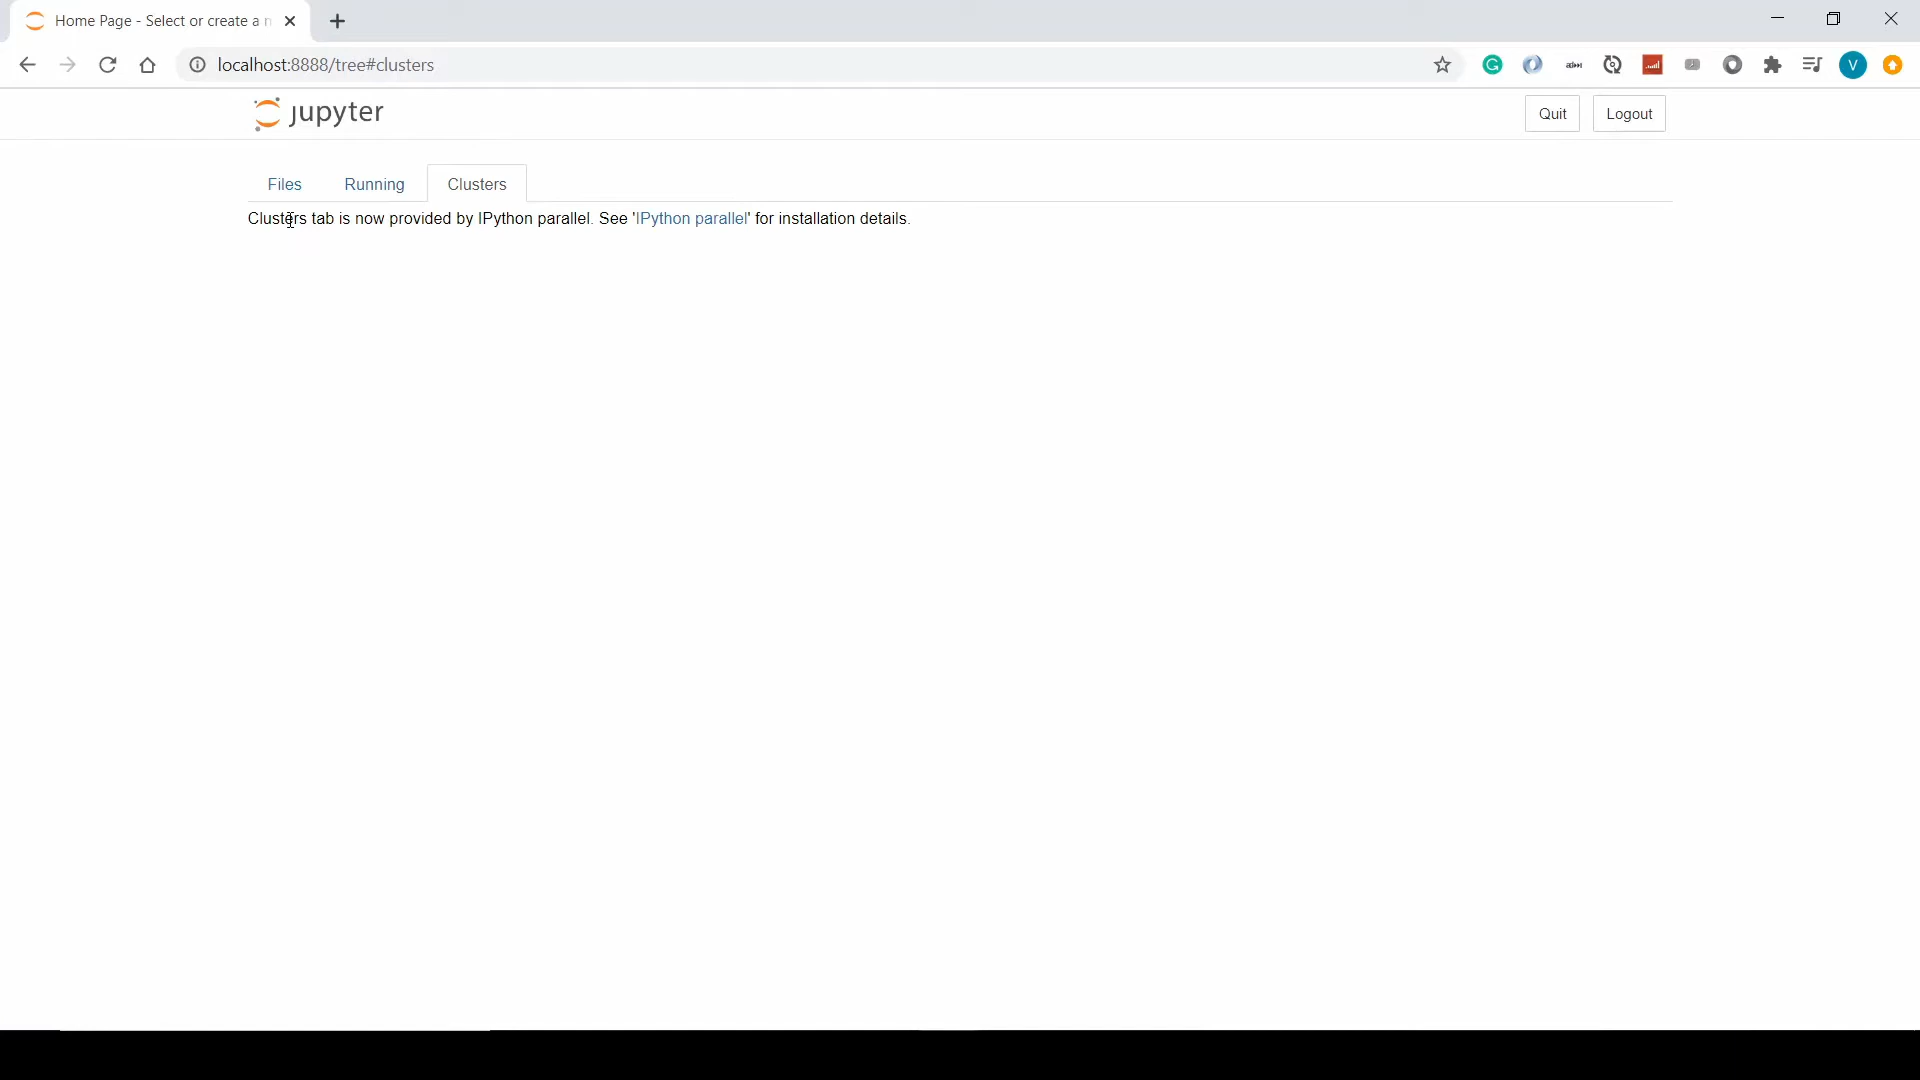 Home Page - Select or create a n
localhost:8888/tree#clusters
V
jupyter
Quit
Logout
Files
Running
Clusters
Clusters tab is now provided by IPython parallel. See 'IPython parallel' for installation details.